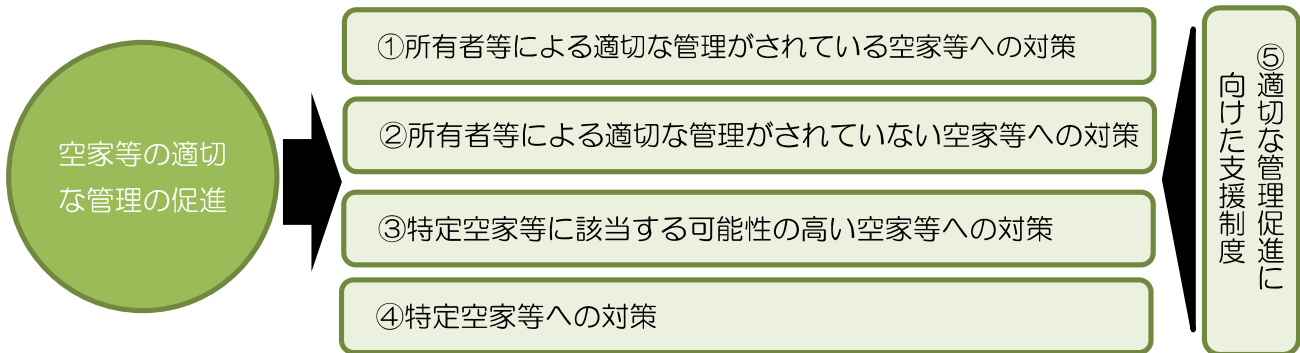 空家等の適切
な管理の促進
①所有者等による適切な管理がされている空家等への対策
②所有者等による適切な管理がされていない空家等への対策
③特定空家等に該当する可能性の高い空家等への対策
④特定空家等への対策
⑤適切な管理促進に
向けた支援制度